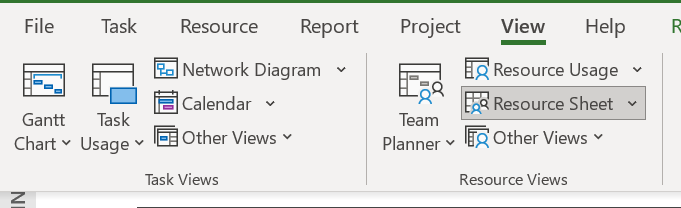 File Task Resource Report Project View Help R
Gantt Chart
Task Usage
Network Diagram
Calendar
Other Views
Team Planner
Resource Usage
Resource Sheet
Other Views
Task Views
Resource Views
IN